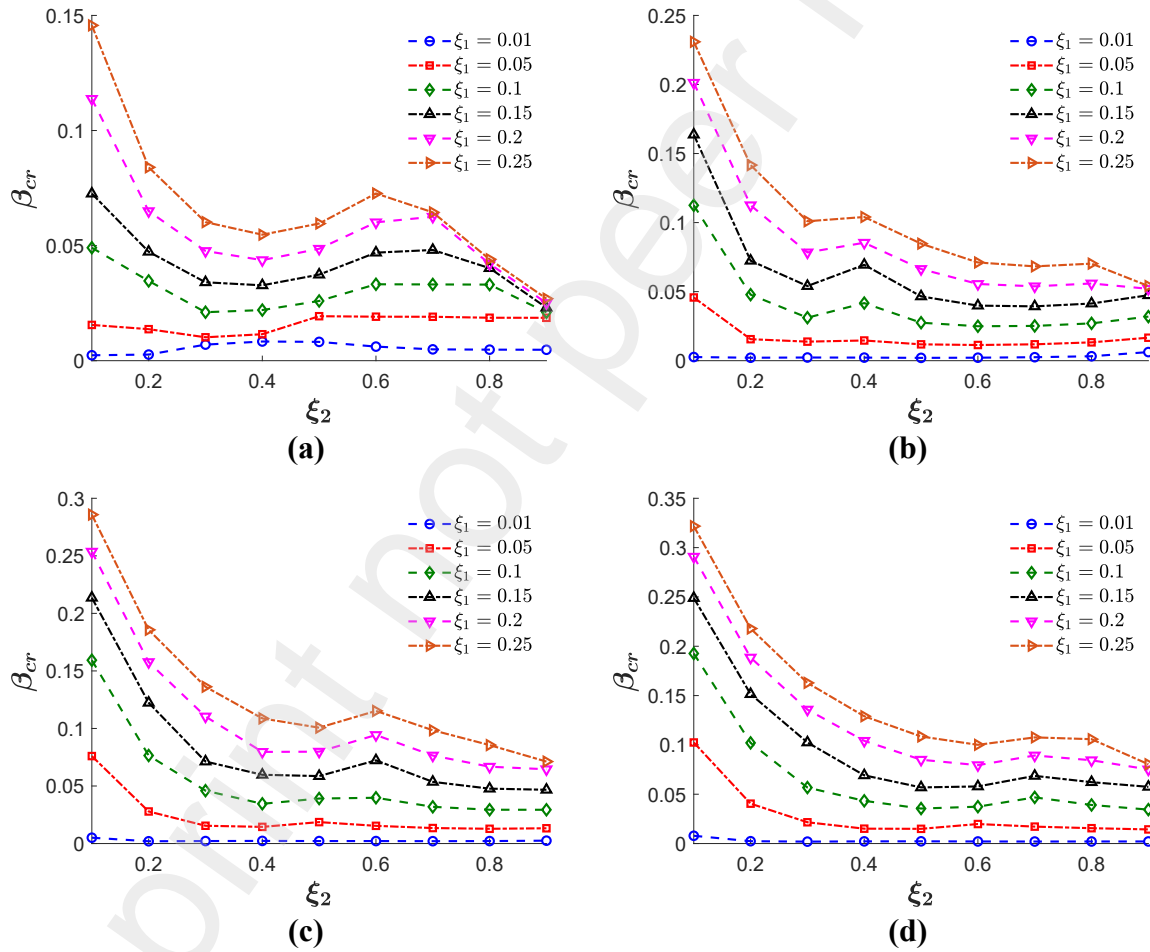 0.15
0.1
0.05
0
β_cr
0.2 0.4 0.6 0.8
ξ₂
ξ₁ = 0.01
ξ₁ = 0.05
ξ₁ = 0.1
ξ₁ = 0.15
ξ₁ = 0.2
ξ₁ = 0.25
(a)
0.25
0.2
0.15
0.1
0.05
0
β_cr
0.2 0.4 0.6 0.8
ξ₂
ξ₁ = 0.01
ξ₁ = 0.05
ξ₁ = 0.1
ξ₁ = 0.15
ξ₁ = 0.2
ξ₁ = 0.25
(b)
0.3
0.25
0.2
0.15
0.1
0.05
0
β_cr
0.2 0.4 0.6 0.8
ξ₂
ξ₁ = 0.01
ξ₁ = 0.05
ξ₁ = 0.1
ξ₁ = 0.15
ξ₁ = 0.2
ξ₁ = 0.25
(c)
0.35
0.3
0.25
0.2
0.15
0.1
0.05
0
β_cr
0.2 0.4 0.6 0.8
ξ₂
ξ₁ = 0.01
ξ₁ = 0.05
ξ₁ = 0.1
ξ₁ = 0.15
ξ₁ = 0.2
ξ₁ = 0.25
(d)
print not peer